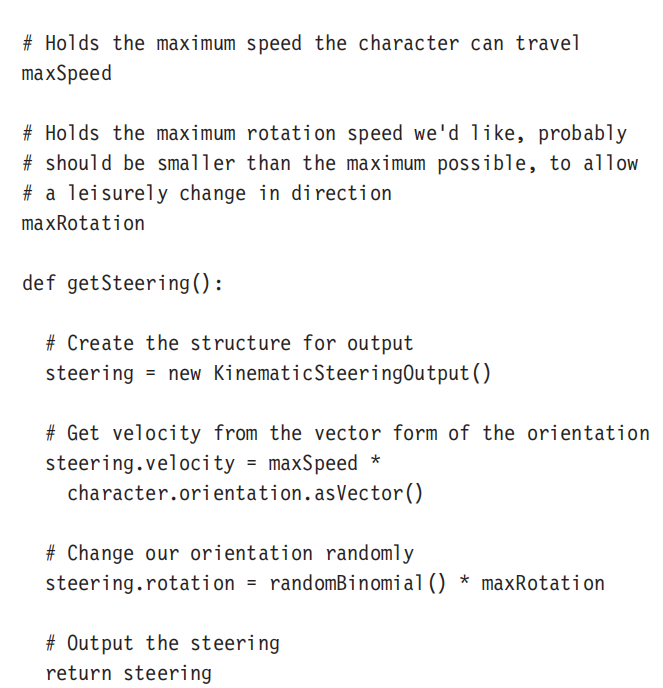 # Holds the maximum speed the character can travel
maxSpeed
# Holds the maximum rotation speed we'd like, probably
# should be smaller than the maximum possible, to allow
# a leisurely change in direction
maxRotation
def getSteering():
# Create the structure for output
steering = new KinematicSteeringOutput()
# Get velocity from the vector form of the orientation
steering.velocity = maxSpeed *
character.orientation.asVector()
# Change our orientation randomly
steering.rotation = randomBinomial() * maxRotation
# Output the steering
return steering